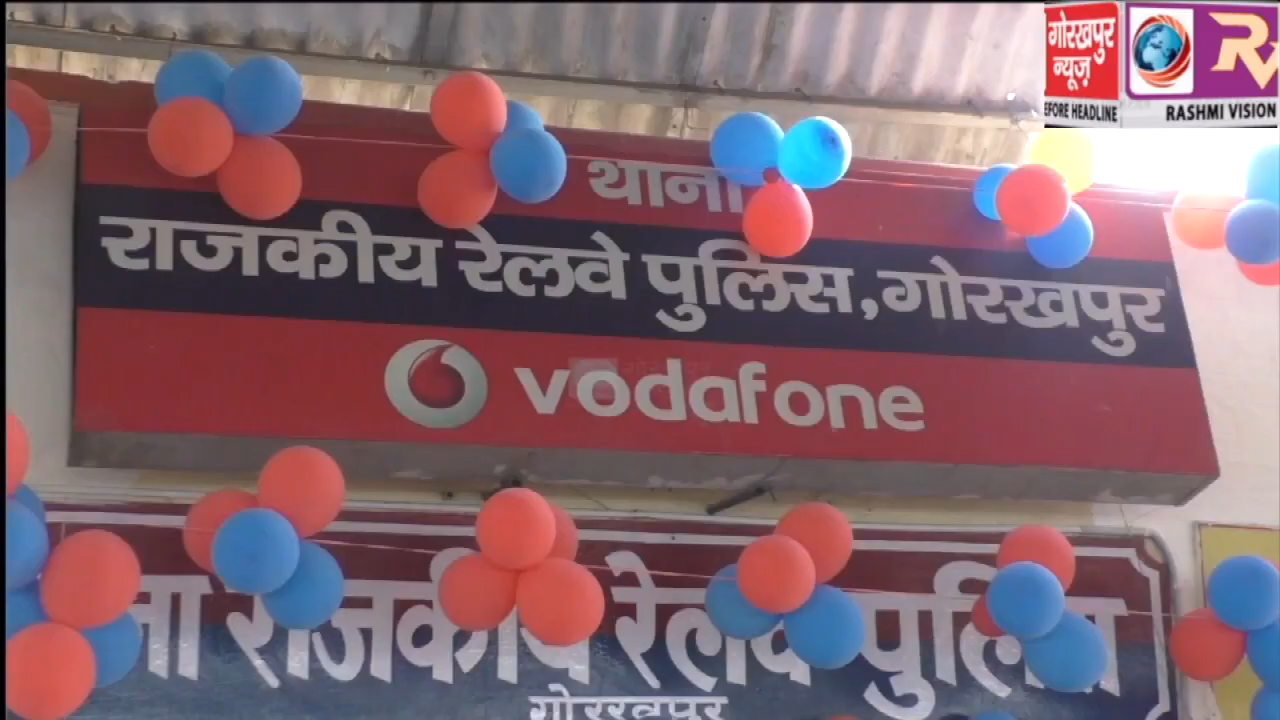 गोरखपुर
न्यूज़
EFORE HEADLINE
RASHMI VISION
थाना
राजकीय रेलवे पुलिस,गोरखपुर
vodafone
राजकीय रेलवे पुलिस
गोरखपुर